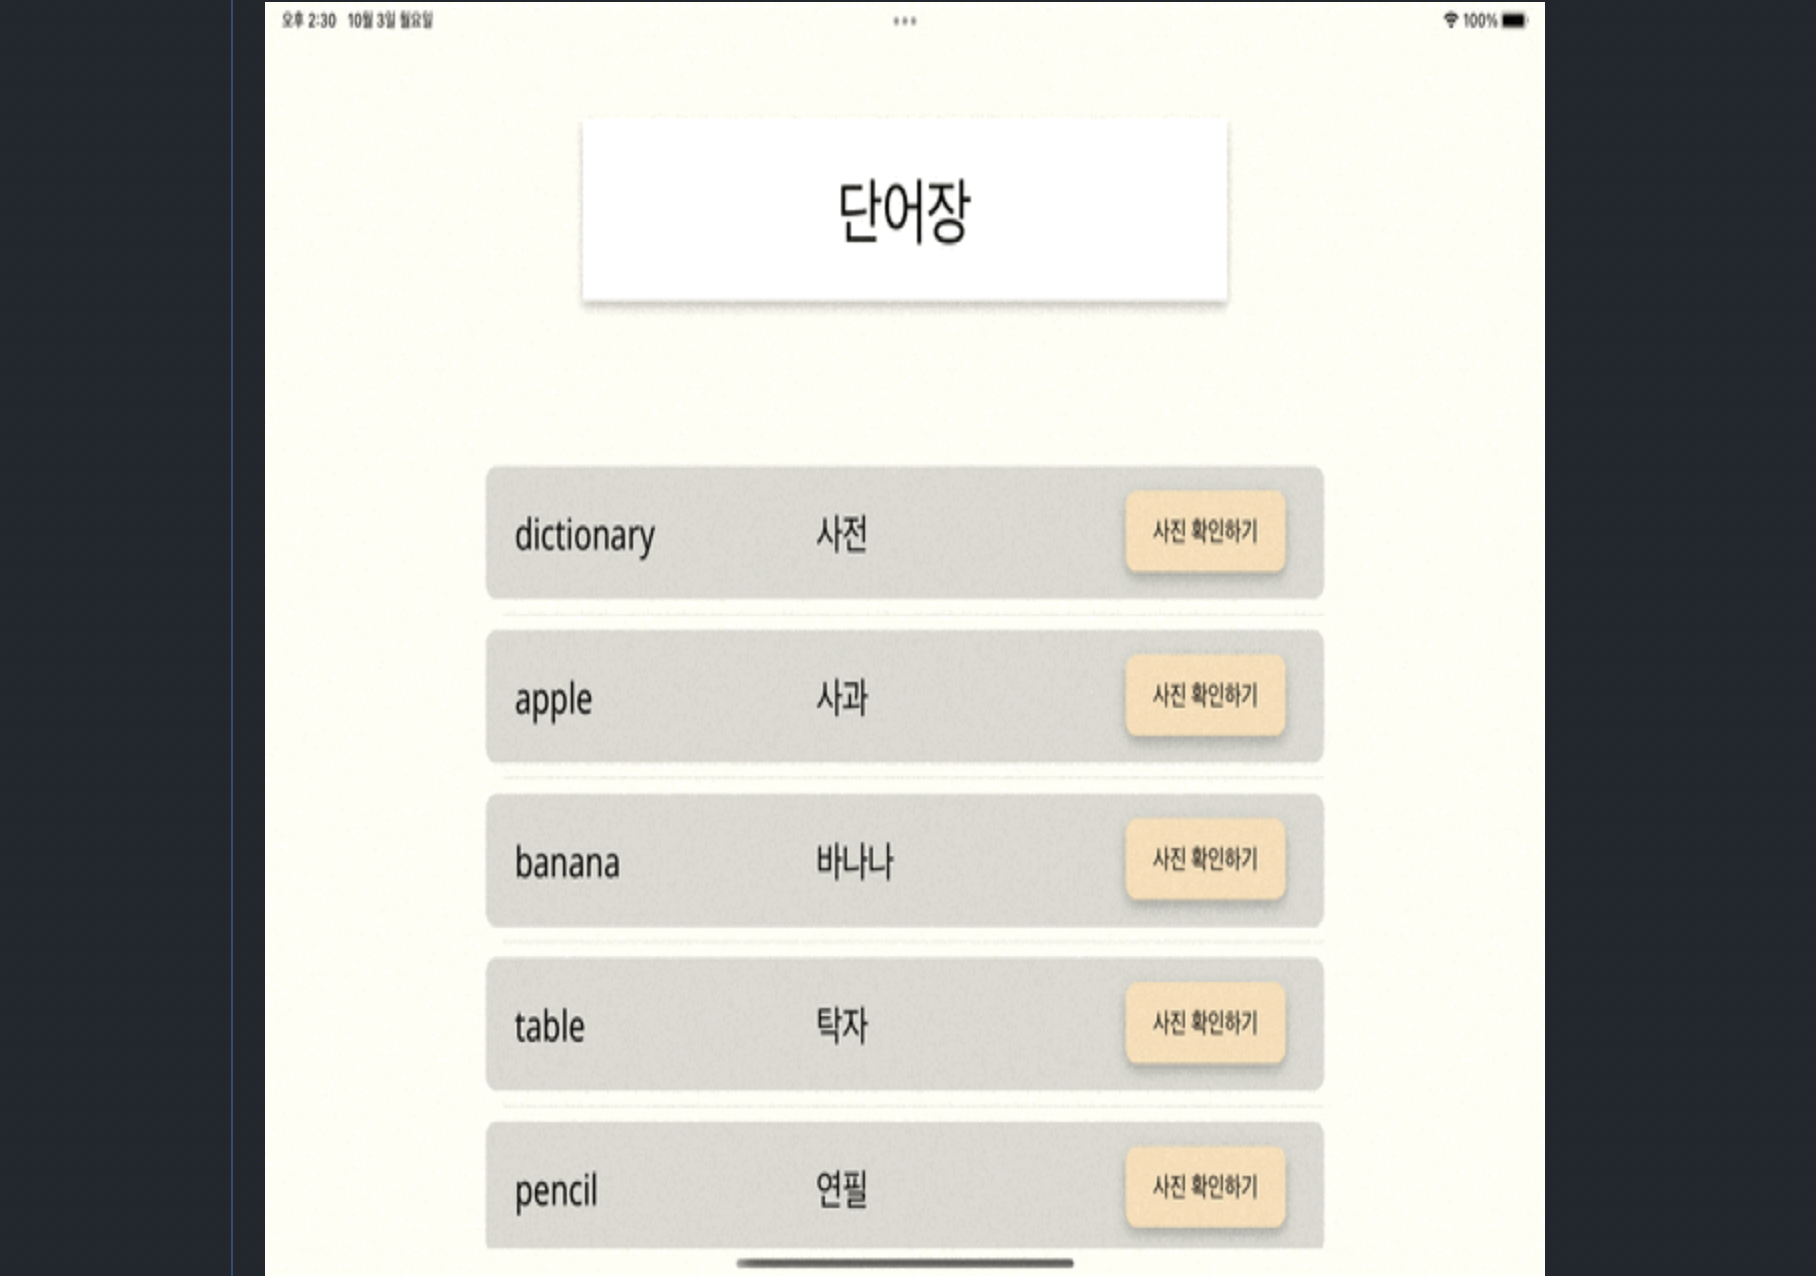 오후 2:30 10월 3일 월요일 100%
단어장
dictionary 사전 사진 확인하기
apple 사과 사진 확인하기
banana 바나나 사진 확인하기
table 탁자 사진 확인하기
pencil 연필 사진 확인하기